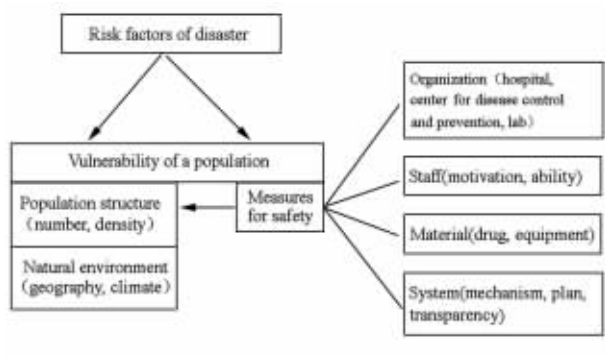 Risk factors of disaster
Vulnerability of a population
Population structure
(number, density)
Natural environment
(geography, climate)
Measures
for safety
Organization (hospital,
center for disease control
and prevention, lab)
Staff(motivation, ability)
Material(drug, equipment)
System(mechanism, plan,
transparency)